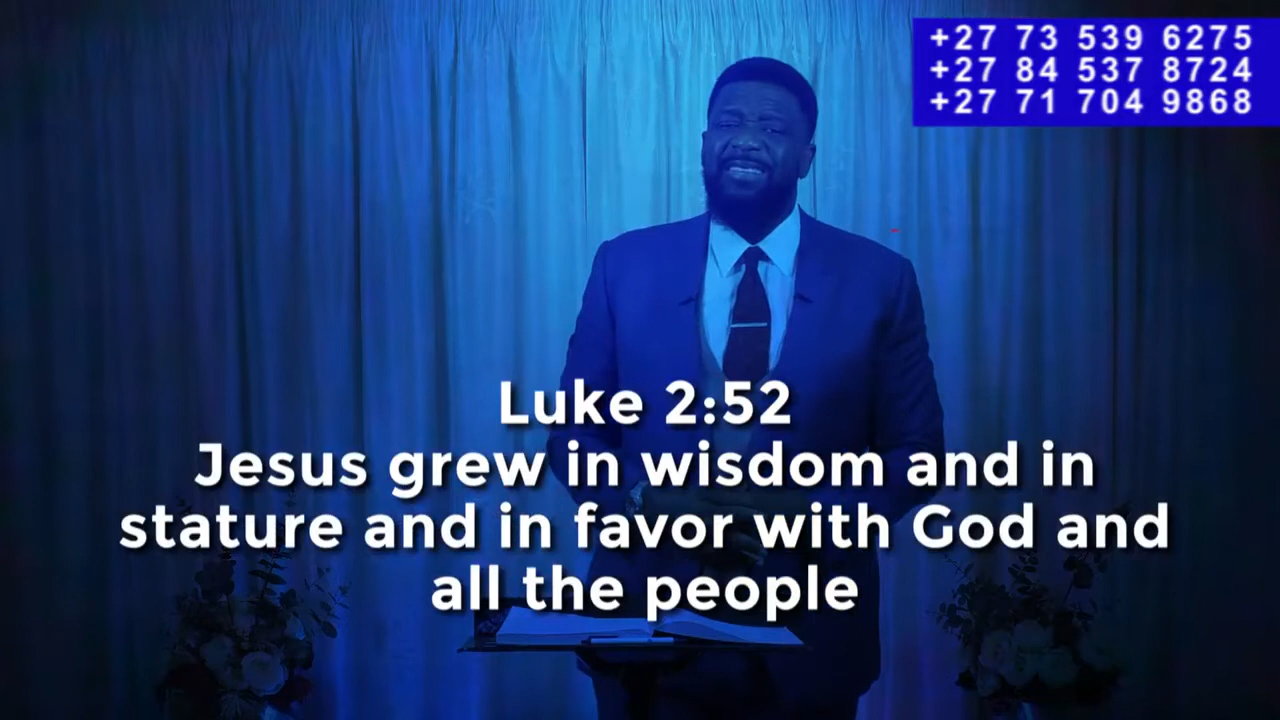 +27 73 539 6275
+27 84 537 8724
+27 71 704 9868
Luke 2:52
Jesus grew in wisdom and in
stature and in favor with God and
all the people